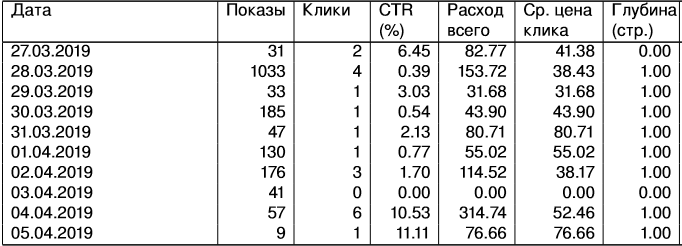 Дата Показы Клики CTR (%) Расход всего Ср. цена клика Глубина (стр.)
27.03.2019 31 2 6.45 82.77 41.38 0.00
28.03.2019 1033 4 0.39 153.72 38.43 1.00
29.03.2019 33 1 3.03 31.68 31.68 1.00
30.03.2019 185 1 0.54 43.90 43.90 1.00
31.03.2019 47 1 2.13 80.71 80.71 1.00
01.04.2019 130 1 0.77 55.02 55.02 1.00
02.04.2019 176 3 1.70 114.52 38.17 1.00
03.04.2019 41 0 0.00 0.00 0.00 0.00
04.04.2019 57 6 10.53 314.74 52.46 1.00
05.04.2019 9 1 11.11 76.66 76.66 1.00